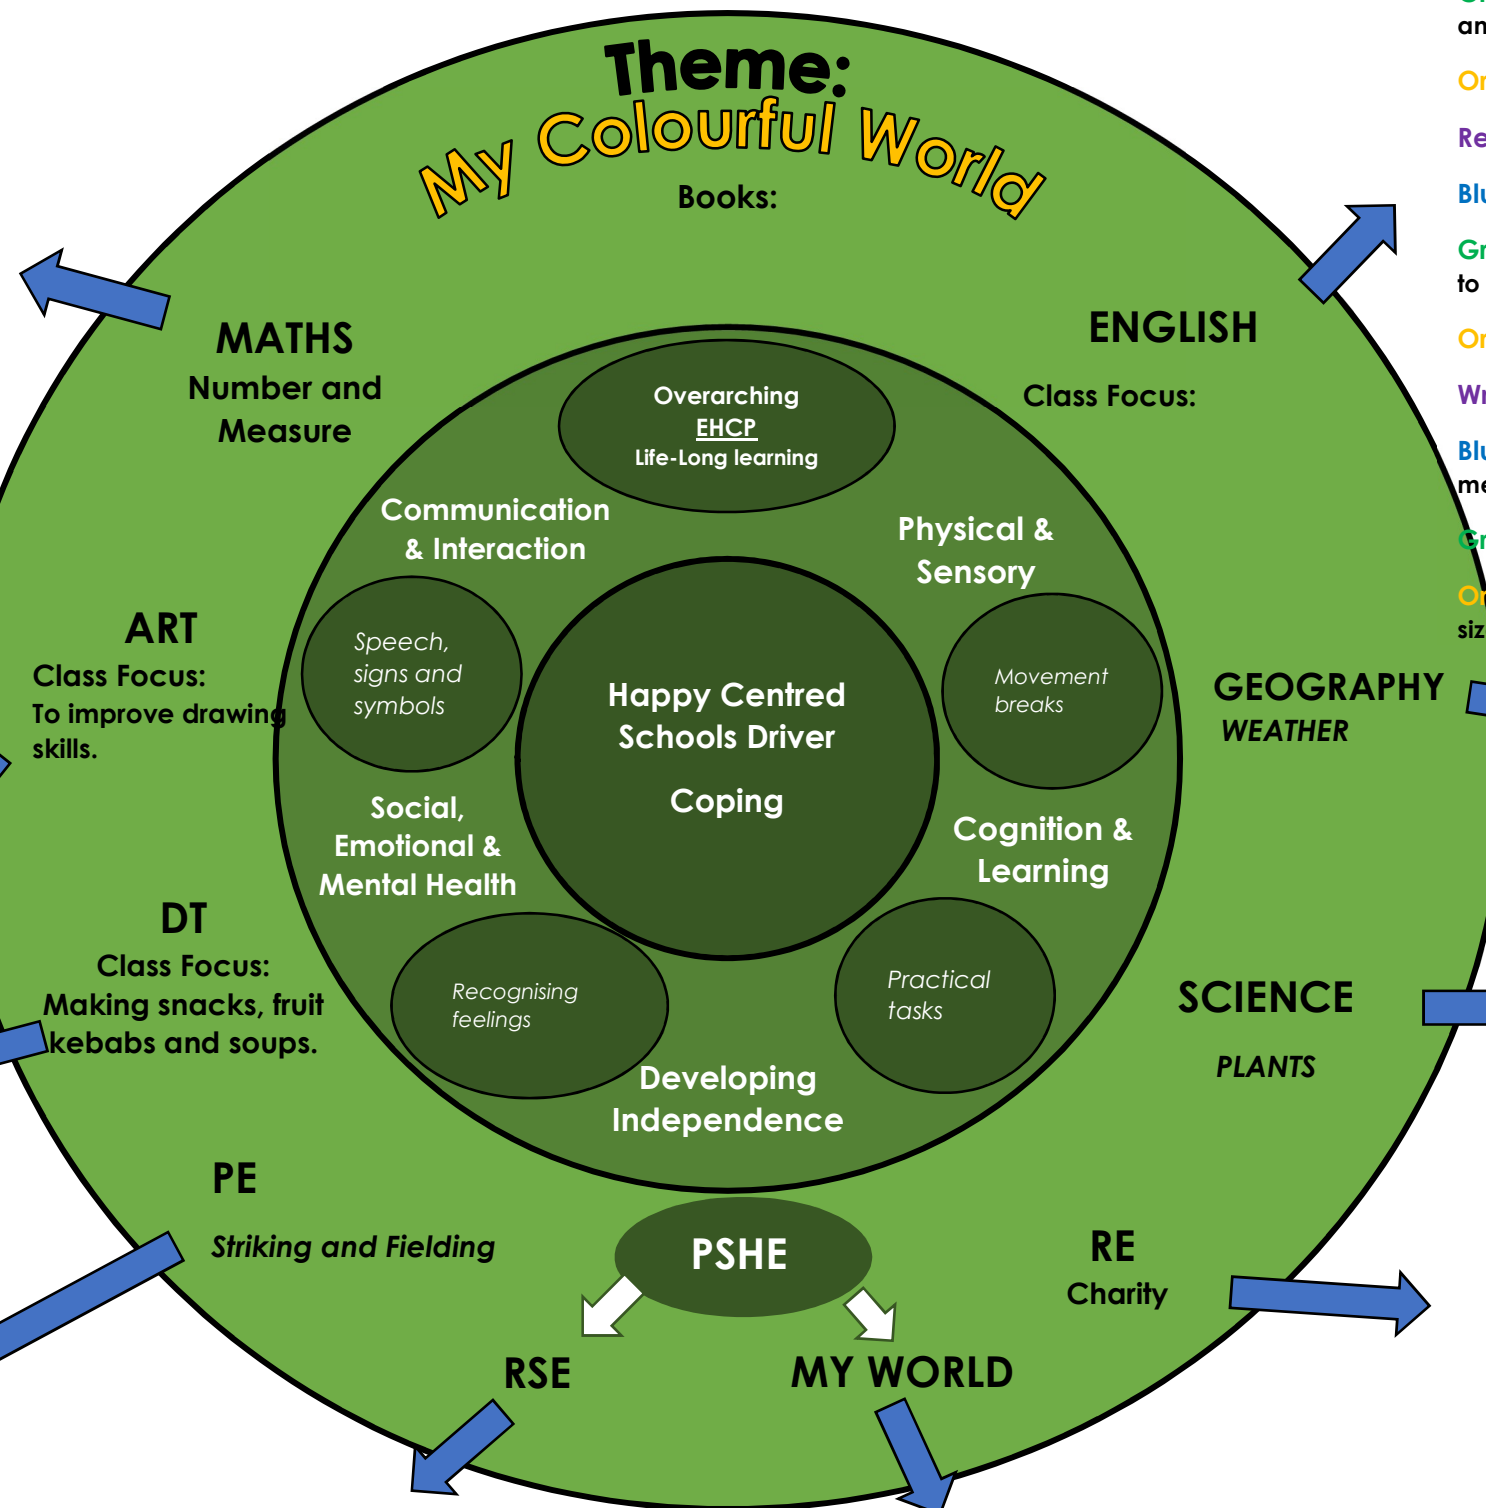 Theme:
My Colourful World
Books:
MATHS
Number and
Measure
ENGLISH
Class Focus:
Overarching
EHCP
Life-Long learning
Communication
& Interaction
Physical &
Sensory
Speech,
signs and
symbols
Movement
breaks
Happy Centred
Schools Driver
Coping
ART
Class Focus:
To improve drawing
skills.
GEOGRAPHY
WEATHER
Social,
Emotional &
Mental Health
Cognition &
Learning
DT
Class Focus:
Making snacks, fruit
kebabs and soups.
Recognising
feelings
Practical
tasks
SCIENCE
PLANTS
Developing
Independence
PE
Striking and Fielding
PSHE
RE
Charity
RSE
MY WORLD
to